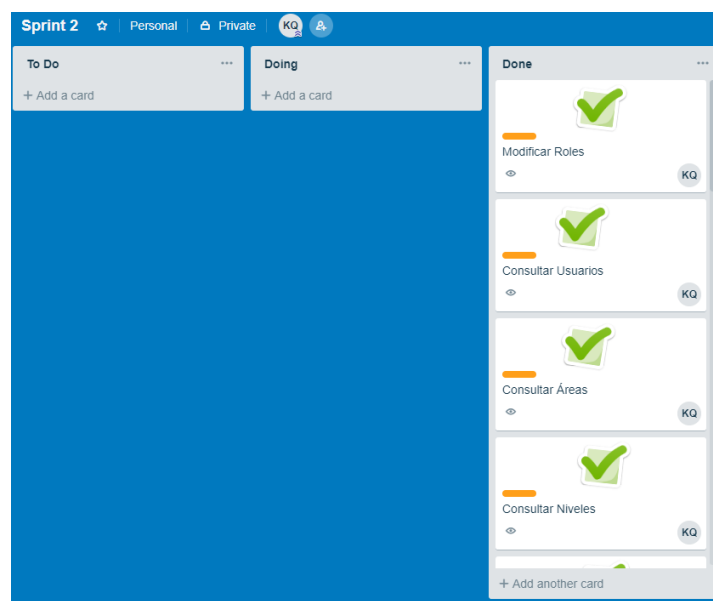 Sprint 2 Personal Private KQ
To Do
+ Add a card
Doing
+ Add a card
Done
Modificar Roles
KQ
Consultar Usuarios
KQ
Consultar Áreas
KQ
Consultar Niveles
KQ
+ Add another card